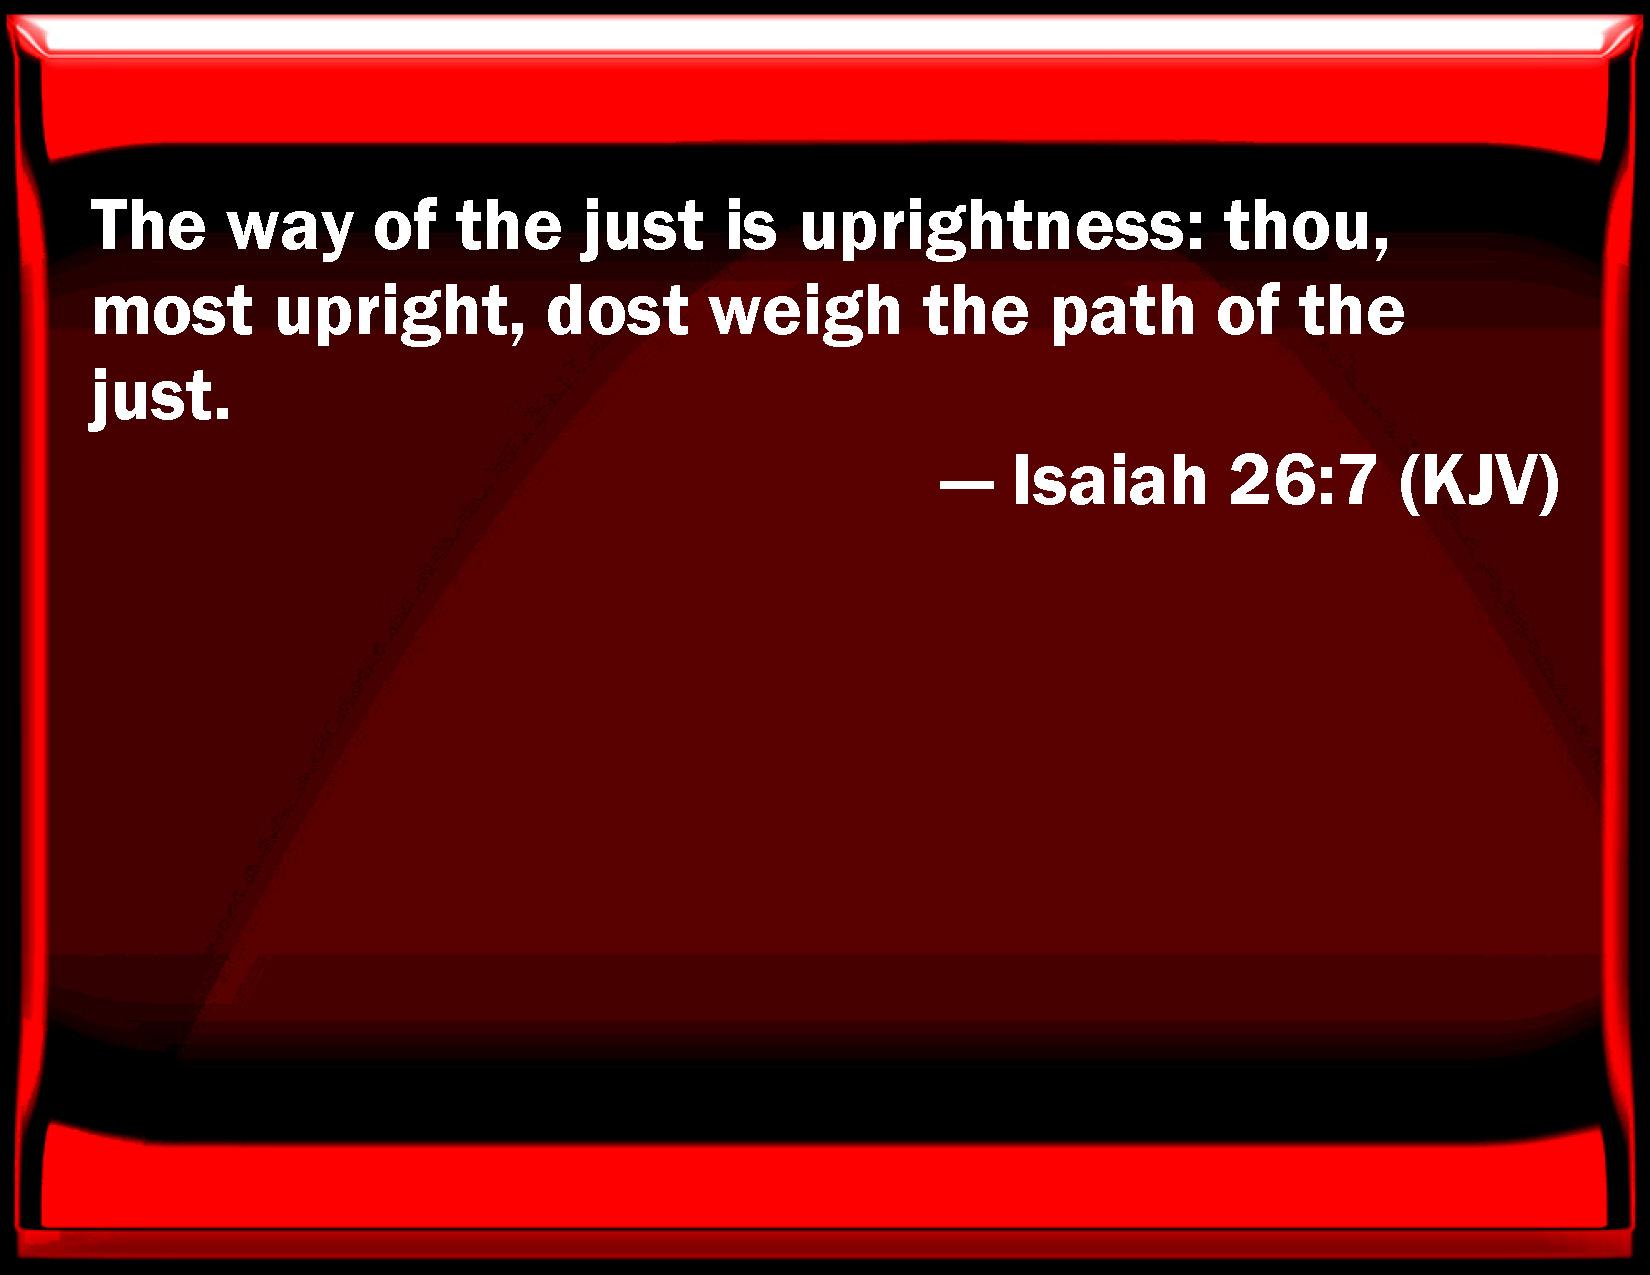 The way of the just is uprightness: thou,
most upright, dost weigh the path of the
just.
— Isaiah 26:7 (KJV)